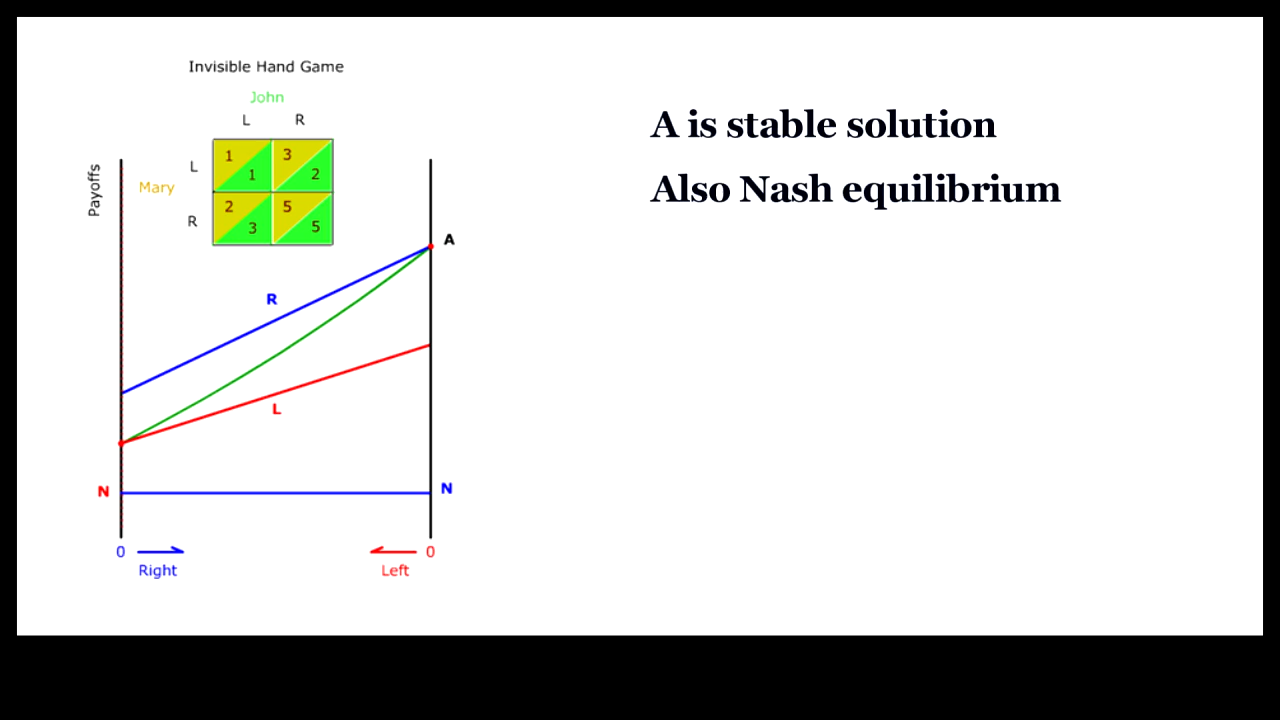 Invisible Hand Game
John
L R
Payoffs
L
1 1 3 2
Mary
R
2 3 5 5
A is stable solution
Also Nash equilibrium
A
R
L
N N
0 0
Right Left